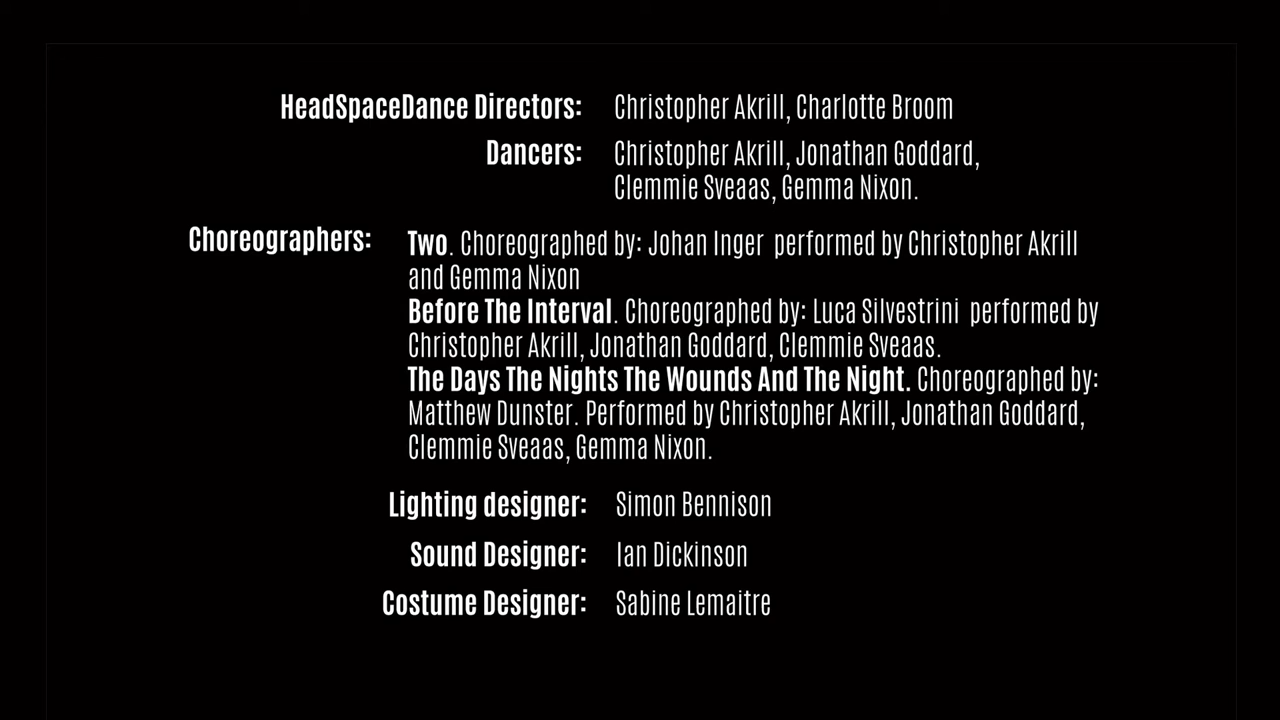 HeadSpaceDance Directors: Christopher Akrill, Charlotte Broom
Dancers: Christopher Akrill, Jonathan Goddard,
Clemmie Sveaas, Gemma Nixon.
Choreographers: Two. Choreographed by: Johan Inger performed by Christopher Akrill
and Gemma Nixon
Before The Interval. Choreographed by: Luca Silvestrini performed by
Christopher Akrill, Jonathan Goddard, Clemmie Sveaas.
The Days The Nights The Wounds And The Night. Choreographed by:
Matthew Dunster. Performed by Christopher Akrill, Jonathan Goddard,
Clemmie Sveaas, Gemma Nixon.
Lighting designer: Simon Bennison
Sound Designer: Ian Dickinson
Costume Designer: Sabine Lemaitre